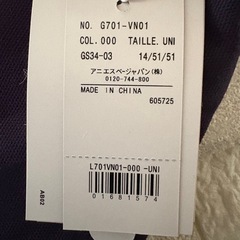 NO. G701-VN01
COL. 000 TAILLE. UNI
GS34-03 14/51/51
アニエスベージャパン(株)
0120-744-800
MADE IN CHINA
605725
L701VN01-000-UNI
01681574
AB02